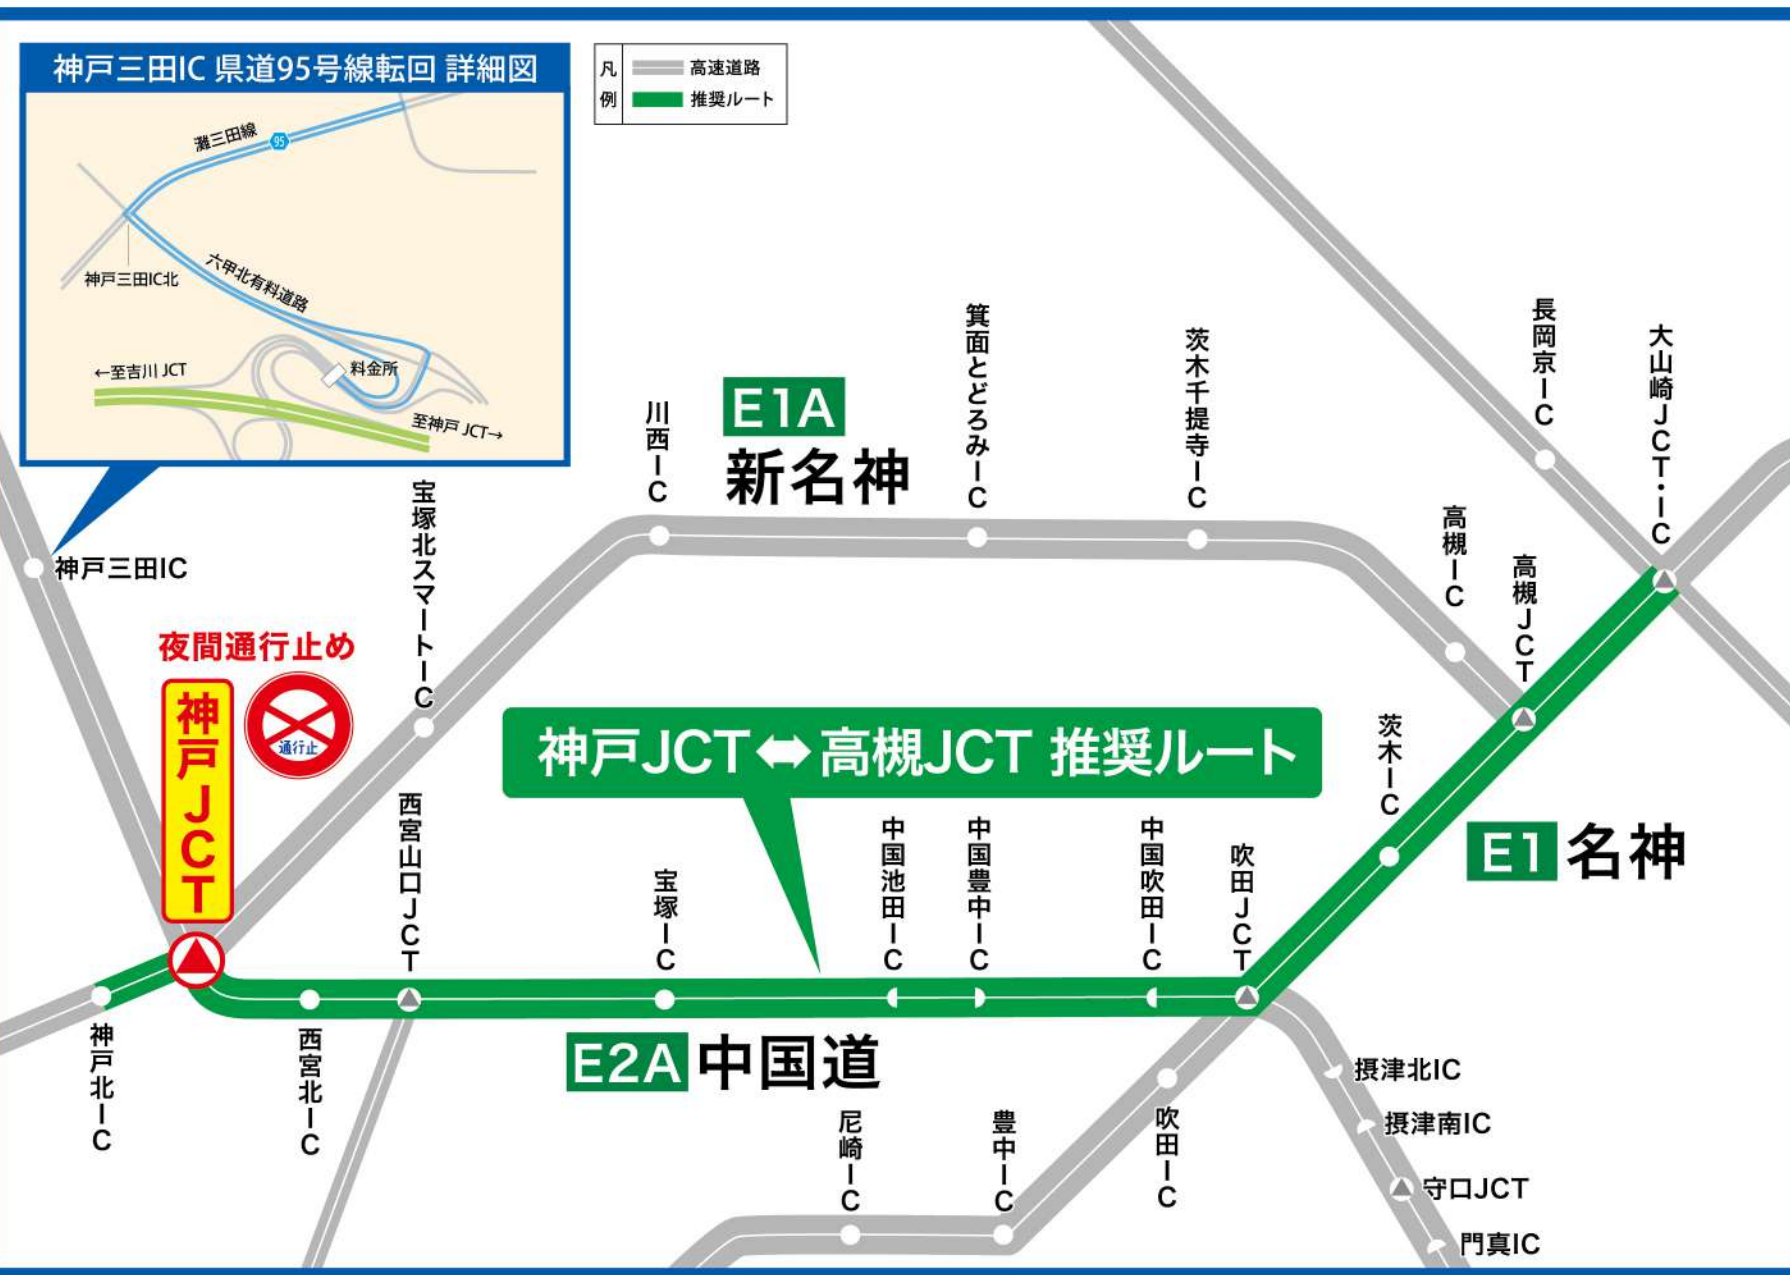 神戸三田IC 県道95号線転回 詳細図
灘三田線
95
神戸三田IC北
六甲北有料道路
料金所
←至吉川 JCT
至神戸 JCT→
凡例
高速道路
推奨ルート
神戸三田IC
夜間通行止め
神戸JCT
通行止
宝塚北スマートIC
川西IC
E1A
新名神
箕面とどろみIC
茨木千提寺IC
長岡京IC
大山崎JCT・IC
高槻IC
高槻JCT
神戸JCT⇔高槻JCT 推奨ルート
茨木IC
E1 名神
西宮山口JCT
宝塚IC
中国池田IC
中国豊中IC
中国吹田IC
吹田JCT
神戸北IC
西宮北IC
E2A 中国道
尼崎IC
豊中IC
吹田IC
摂津北IC
摂津南IC
守口JCT
門真IC